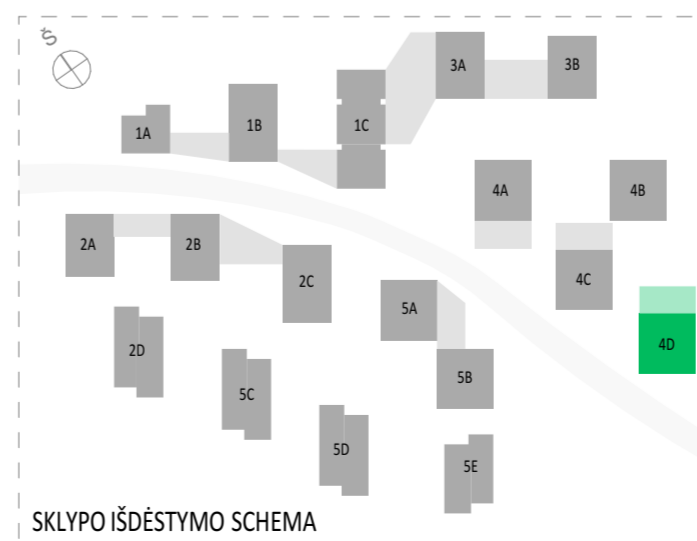 Š
3A
3B
1A
1B
1C
4A
4B
2A
2B
2C
4C
5A
4D
2D
5B
5C
5D
5E
SKLYPO IŠDĖSTYMO SCHEMA